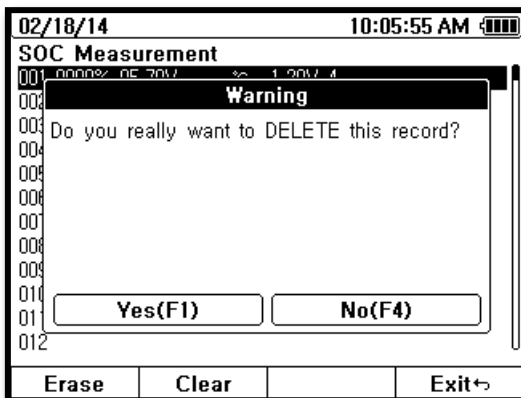 02/18/14 10:05:55 AM
SOC Measurement
001
Warning
002
003 Do you really want to DELETE this record?
004
005
006
007
008
009
010
Yes(F1) No(F4)
011
012
Erase Clear Exit